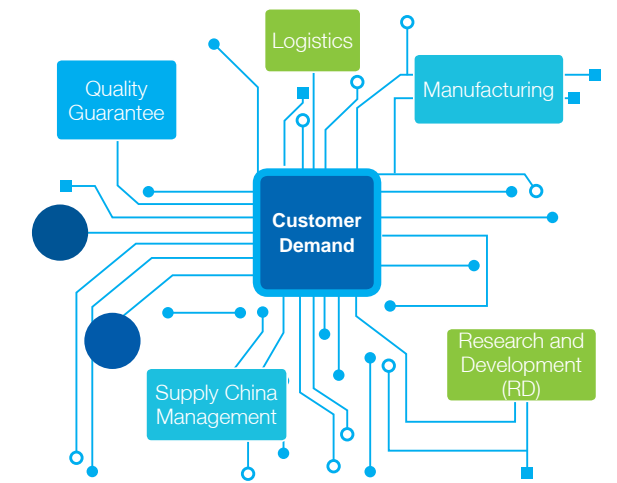 Logistics
Quality
Guarantee
Manufacturing
Customer
Demand
Research and
Development
(RD)
Supply China
Management